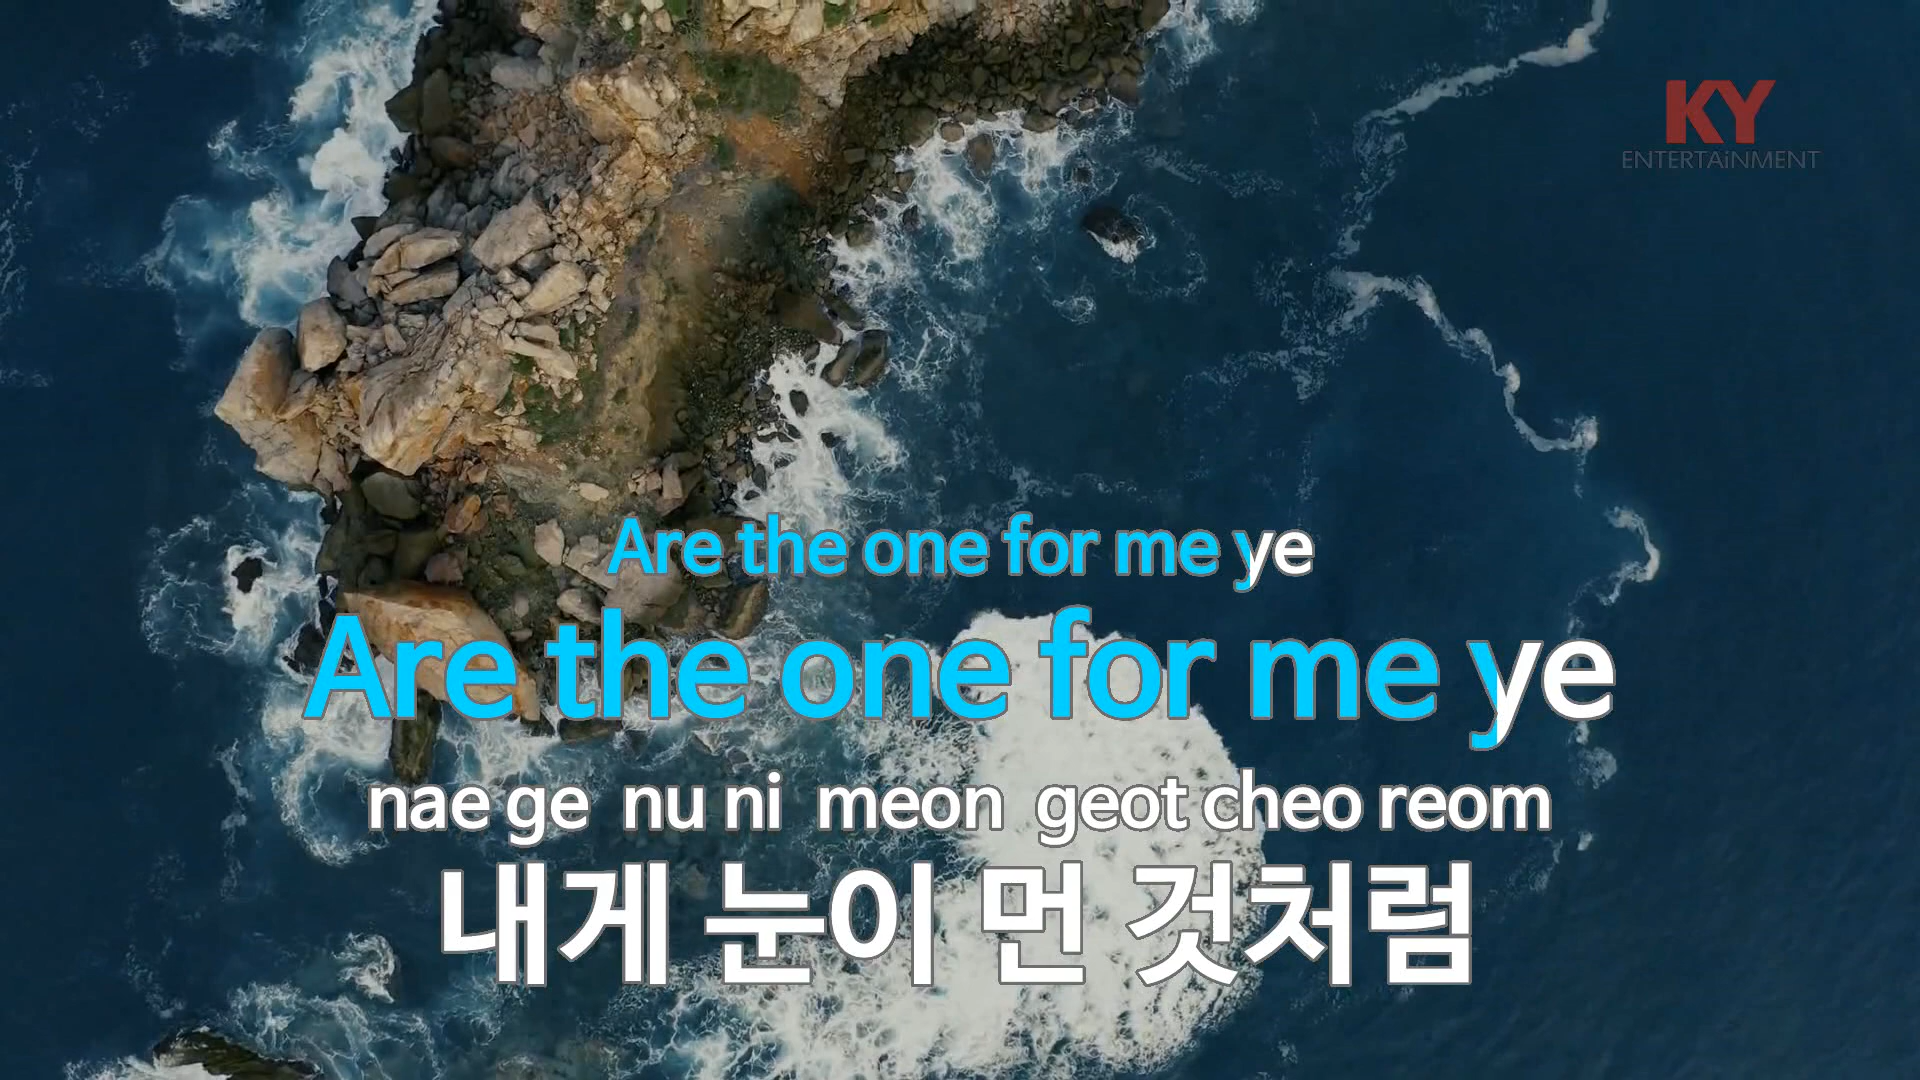 KY
ENTERTAiNMENT
Are the one for me ye
Are the one for me ye
nae ge nu ni meon geot cheo reom
내게 눈이 먼 것처럼